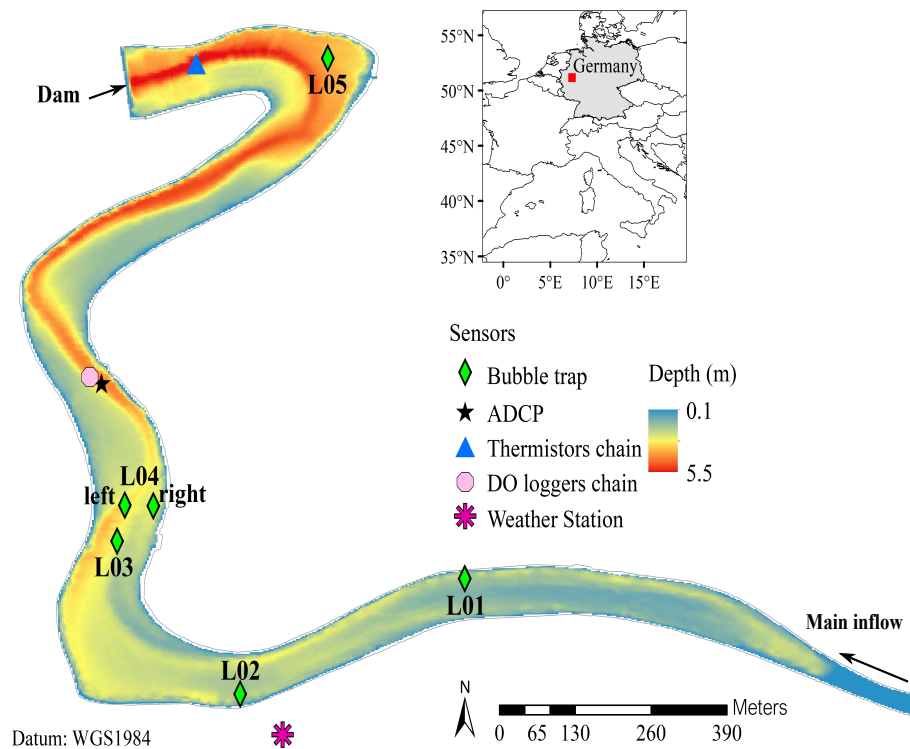 55°N
50°N
45°N
40°N
35°N
0°
5°E
10°E
15°E
Germany
L05
Dam
Sensors
Bubble trap
ADCP
Thermistors chain
DO loggers chain
Weather Station
Depth (m)
0.1
5.5
L04
left
right
L03
L01
Main inflow
L02
N
Meters
0 65 130 260 390
Datum: WGS1984